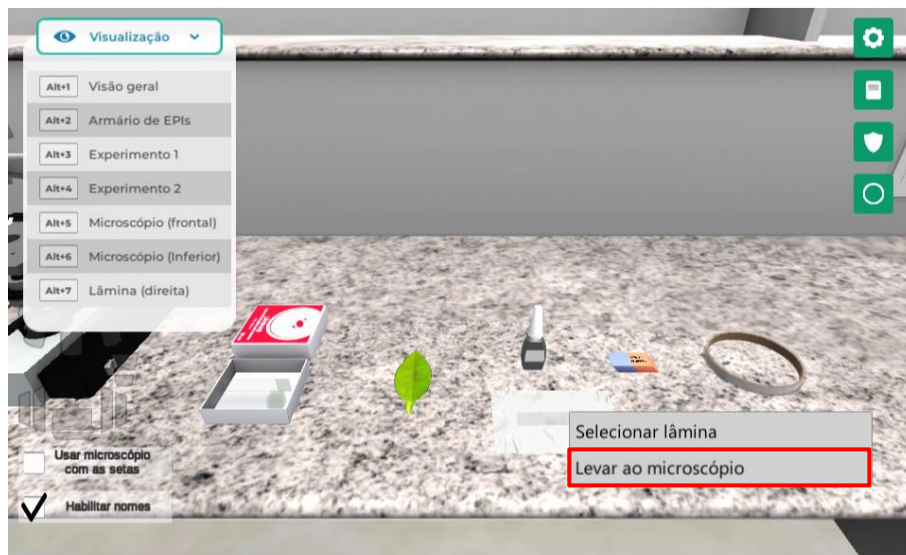 Visualização
Alt+1 Visão geral
Alt+2 Armário de EPIs
Alt+3 Experimento 1
Alt+4 Experimento 2
Alt+5 Microscópio (frontal)
Alt+6 Microscópio (Inferior)
Alt+7 Lâmina (direita)
Selecionar lâmina
Levar ao microscópio
Usar microscópio
com as setas
Habilitar nomes